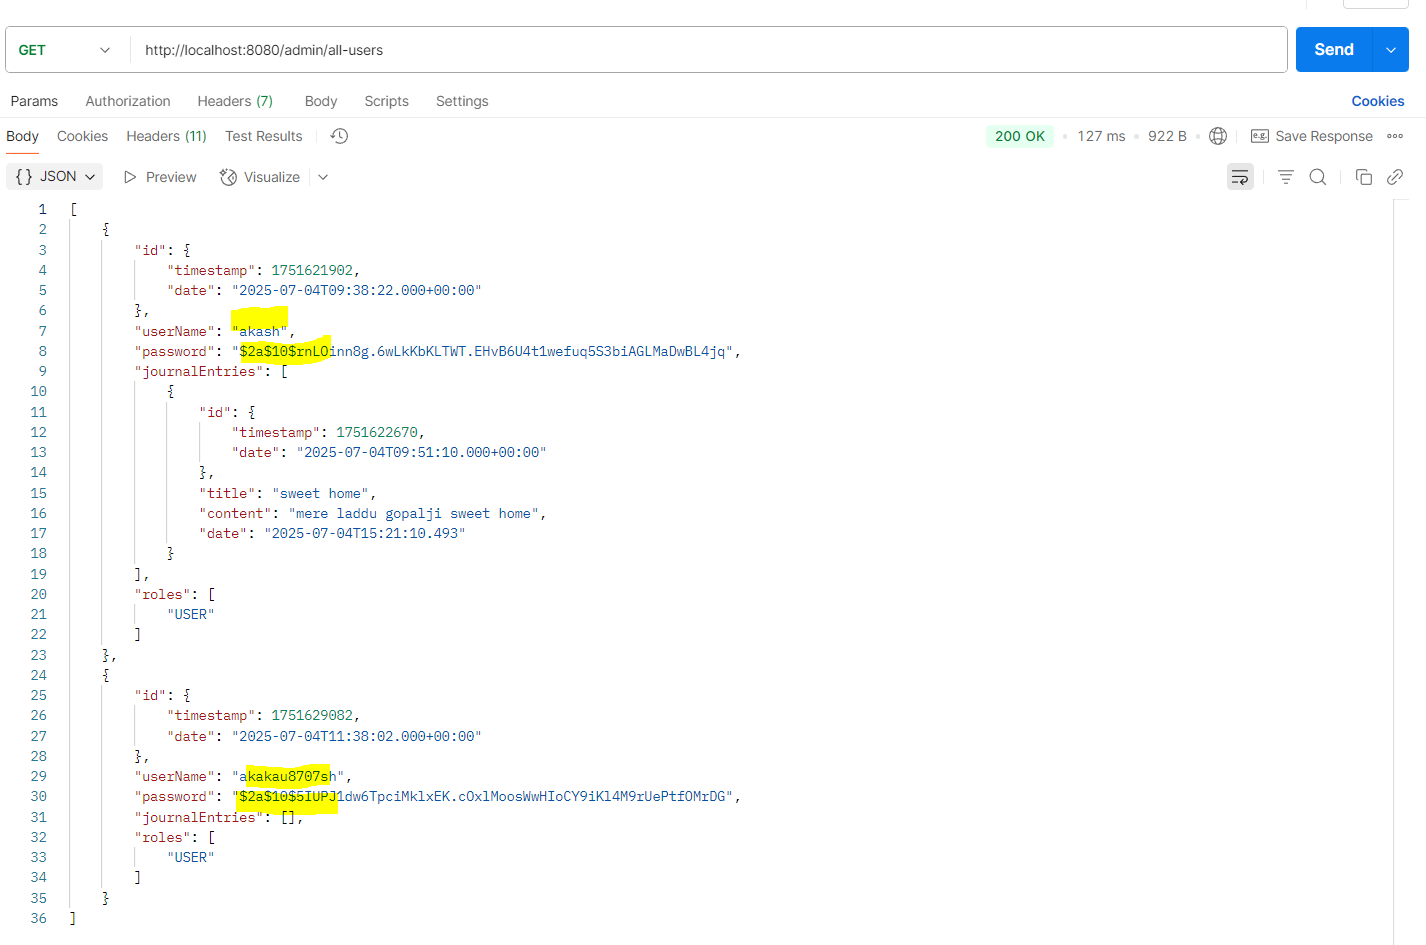 GET http://localhost:8080/admin/all-users Send
Params Authorization Headers (7) Body Scripts Settings Cookies
Body Cookies Headers (11) Test Results 200 OK 127 ms 922 B e.g. Save Response
{} JSON Preview Visualize
1 [
2 {
3 "id": {
4 "timestamp": 1751621902,
5 "date": "2025-07-04T09:38:22.000+00:00"
6 },
7 "userName": "akash",
8 "password": "$2a$10$rnLOinn8g.6wLkKbKLTWT.EHvB6U4t1wefuq5S3biAGLMaDwBL4jq",
9 "journalEntries": [
10 {
11 "id": {
12 "timestamp": 1751622670,
13 "date": "2025-07-04T09:51:10.000+00:00"
14 },
15 "title": "sweet home",
16 "content": "mere laddu gopalji sweet home",
17 "date": "2025-07-04T15:21:10.493"
18 }
19 ],
20 "roles": [
21 "USER"
22 ]
23 },
24 {
25 "id": {
26 "timestamp": 1751629082,
27 "date": "2025-07-04T11:38:02.000+00:00"
28 },
29 "userName": "akakau8707sh",
30 "password": "$2a$10$5IUPJ1dw6TpciMklxEK.cOxlMoosWwHIoCY9iKl4M9rUePtfOMrDG",
31 "journalEntries": [],
32 "roles": [
33 "USER"
34 ]
35 }
36 ]